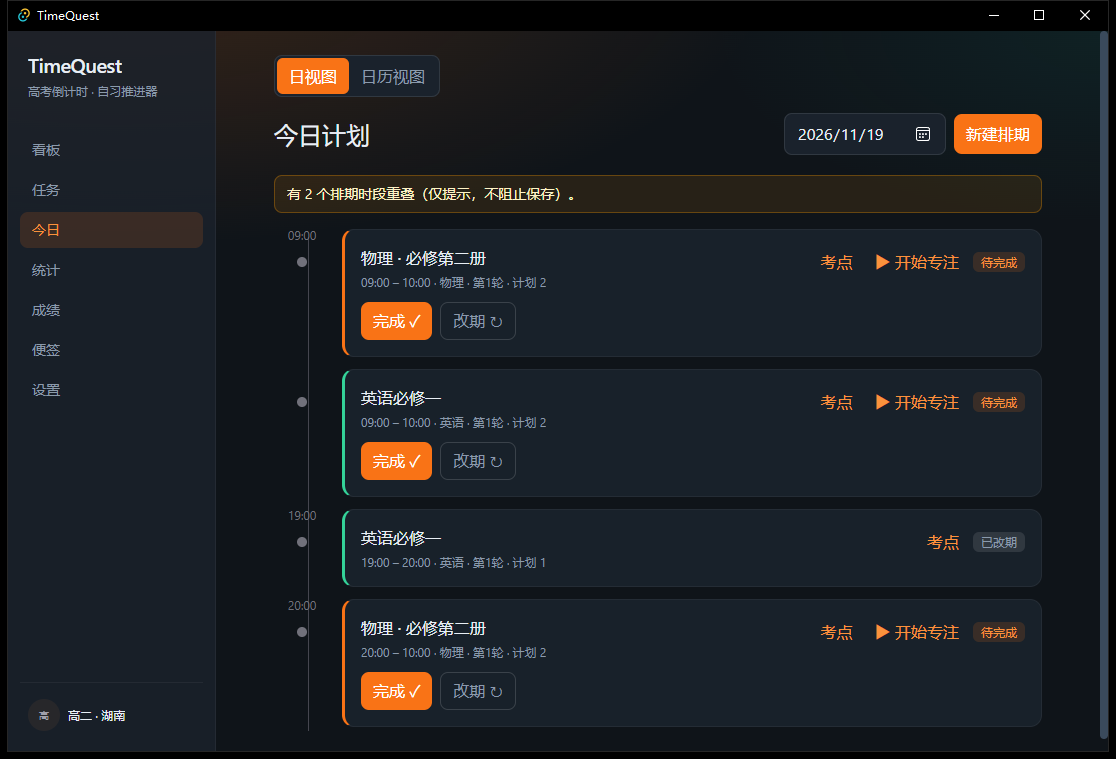 TimeQuest
TimeQuest
高考倒计时 · 自习推进器
看板
任务
今日
统计
成绩
便签
设置
高
高二 · 湖南
日视图 日历视图
今日计划
2026/11/19
新建排期
有 2 个排期时段重叠（仅提示，不阻止保存）。
09:00
物理 · 必修第二册
考点 ▶ 开始专注 待完成
09:00 – 10:00 · 物理 · 第1轮 · 计划 2
完成 ✓ 改期 ↻
英语必修一
考点 ▶ 开始专注 待完成
09:00 – 10:00 · 英语 · 第1轮 · 计划 2
完成 ✓ 改期 ↻
19:00
英语必修一
考点 已改期
19:00 – 20:00 · 英语 · 第1轮 · 计划 1
20:00
物理 · 必修第二册
考点 ▶ 开始专注 待完成
20:00 – 10:00 · 物理 · 第1轮 · 计划 2
完成 ✓ 改期 ↻